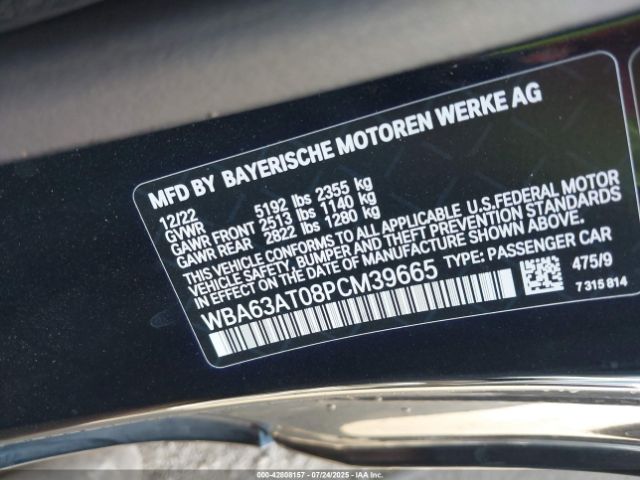 MFD BY BAYERISCHE MOTOREN WERKE AG
12/22
GVWR 5192 lbs 2355 kg
GAWR FRONT 2513 lbs 1140 kg
GAWR REAR 2822 lbs 1280 kg
THIS VEHICLE CONFORMS TO ALL APPLICABLE U.S.FEDERAL MOTOR
VEHICLE SAFETY, BUMPER AND THEFT PREVENTION STANDARDS
IN EFFECT ON THE DATE OF MANUFACTURE SHOWN ABOVE.
WBA63AT08PCM39665 TYPE: PASSENGER CAR
475/9
7 315 814
000-42808157 07/24/2025 IAAHQCA